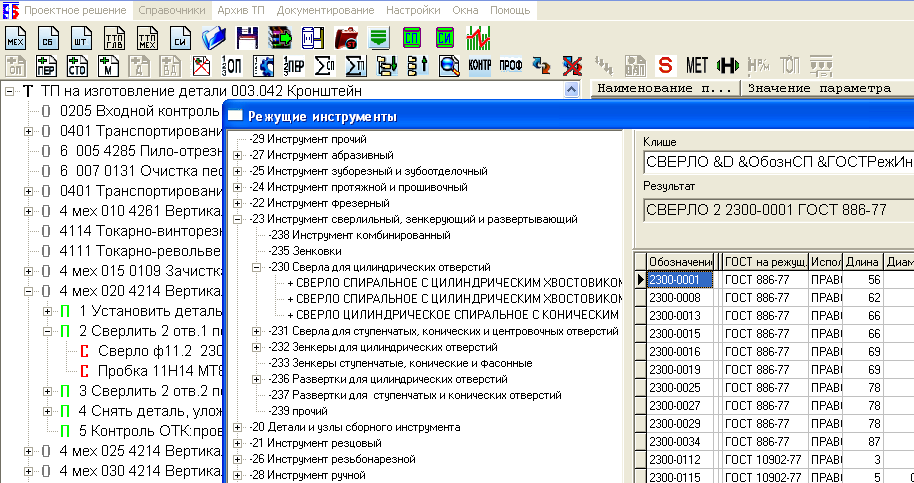 Проектное решение Справочники Архив ТП Документирование Настройки Окна Помощь
МЕХ СБ ШТ ТТП ГЛВ ТТП МЕХ СИ СП СП
ОП ПЕР СТО М Д ВД ОП ПЕР КОНТР ПРОФ S МЕТ Н ТОП
ТП на изготовление детали 003.042 Кронштейн
Наименование п... Значение параметра
0205 Входной контроль
0401 Транспортировани
6 005 4285 Пило-отрезн
6 007 0131 Очистка пес
0401 Транспортировани
4 мех 010 4261 Вертика
4114 Токарно-винторезн
4111 Токарно-револьве
4 мех 015 0109 Зачистка
4 мех 020 4214 Вертикал
П 1 Установить деталь
П 2 Сверлить 2 отв.1 по
С Сверло ф11.2 230
С Пробка 11Н14 МТ8
П 3 Сверлить 2 отв.2 по
П 4 Снять деталь, улож
П 5 Контроль ОТК:пров
4 мех 025 4214 Вертикал
4 мех 030 4214 Вертикал
Режущие инструменты
-29 Инструмент прочий
-27 Инструмент абразивный
-25 Инструмент зуборезный и зубоотделочный
-24 Инструмент протяжной и прошивочный
-22 Инструмент фрезерный
-23 Инструмент сверлильный, зенкерующий и развертывающий
-238 Инструмент комбинированный
-235 Зенковки
-230 Сверла для цилиндрических отверстий
+ СВЕРЛО СПИРАЛЬНОЕ С ЦИЛИНДРИЧЕСКИМ ХВОСТОВИКОМ
+ СВЕРЛО СПИРАЛЬНОЕ С ЦИЛИНДРИЧЕСКИМ ХВОСТОВИКОМ
+ СВЕРЛО ЦИЛИНДРИЧЕСКОЕ СПИРАЛЬНОЕ С КОНИЧЕСКИМ
-231 Сверла для ступенчатых, конических и центровочных отверстий
-232 Зенкеры для цилиндрических отверстий
-233 Зенкеры ступенчатые, конические и Фасонные
-236 Развертки для цилиндрических отверстий
-237 Развертки для ступенчатых и конических отверстий
-239 прочий
-20 Детали и узлы сборного инструмента
-21 Инструмент резцовый
-26 Инструмент резьбонарезной
-28 Инструмент ручной
Клише
СВЕРЛО &D &ОбознСП &ГОСТРежИн
Результат
СВЕРЛО 2 2300-0001 ГОСТ 886-77
Обозначение ГОСТ на режущ. Испол Длина Диам
2300-0001 ГОСТ 886-77 ПРАВ 56
2300-0008 ГОСТ 886-77 ПРАВ 62
2300-0013 ГОСТ 886-77 ПРАВ 66
2300-0015 ГОСТ 886-77 ПРАВ 66
2300-0016 ГОСТ 886-77 ПРАВ 69
2300-0019 ГОСТ 886-77 ПРАВ 69
2300-0025 ГОСТ 886-77 ПРАВ 78
2300-0027 ГОСТ 886-77 ПРАВ 78
2300-0029 ГОСТ 886-77 ПРАВ 78
2300-0034 ГОСТ 886-77 ПРАВ 87
2300-0112 ГОСТ 10902-77 ПРАВ 3
2300-0115 ГОСТ 10902-77 ПРАВ 5 0